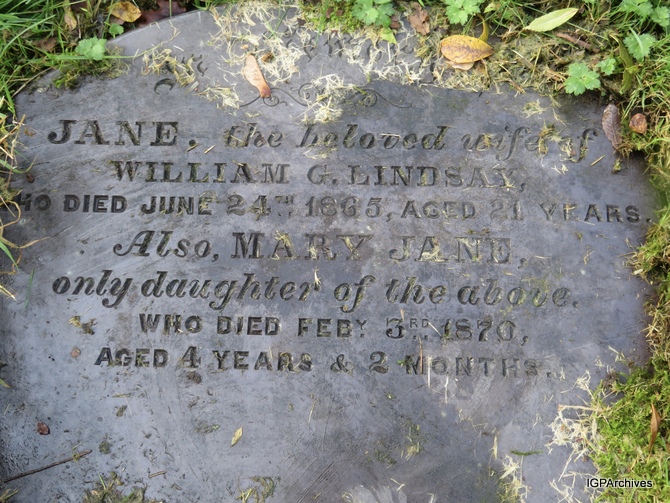 JANE, the beloved wife of
WILLIAM G. LINDSAY,
HO DIED JUNE 24TH 1865, AGED 21 YEARS.
Also, MARY JANE,
only daughter of the above.
WHO DIED FEBY 3RD 1870,
AGED 4 YEARS & 2 MONTHS.
IGPArchives